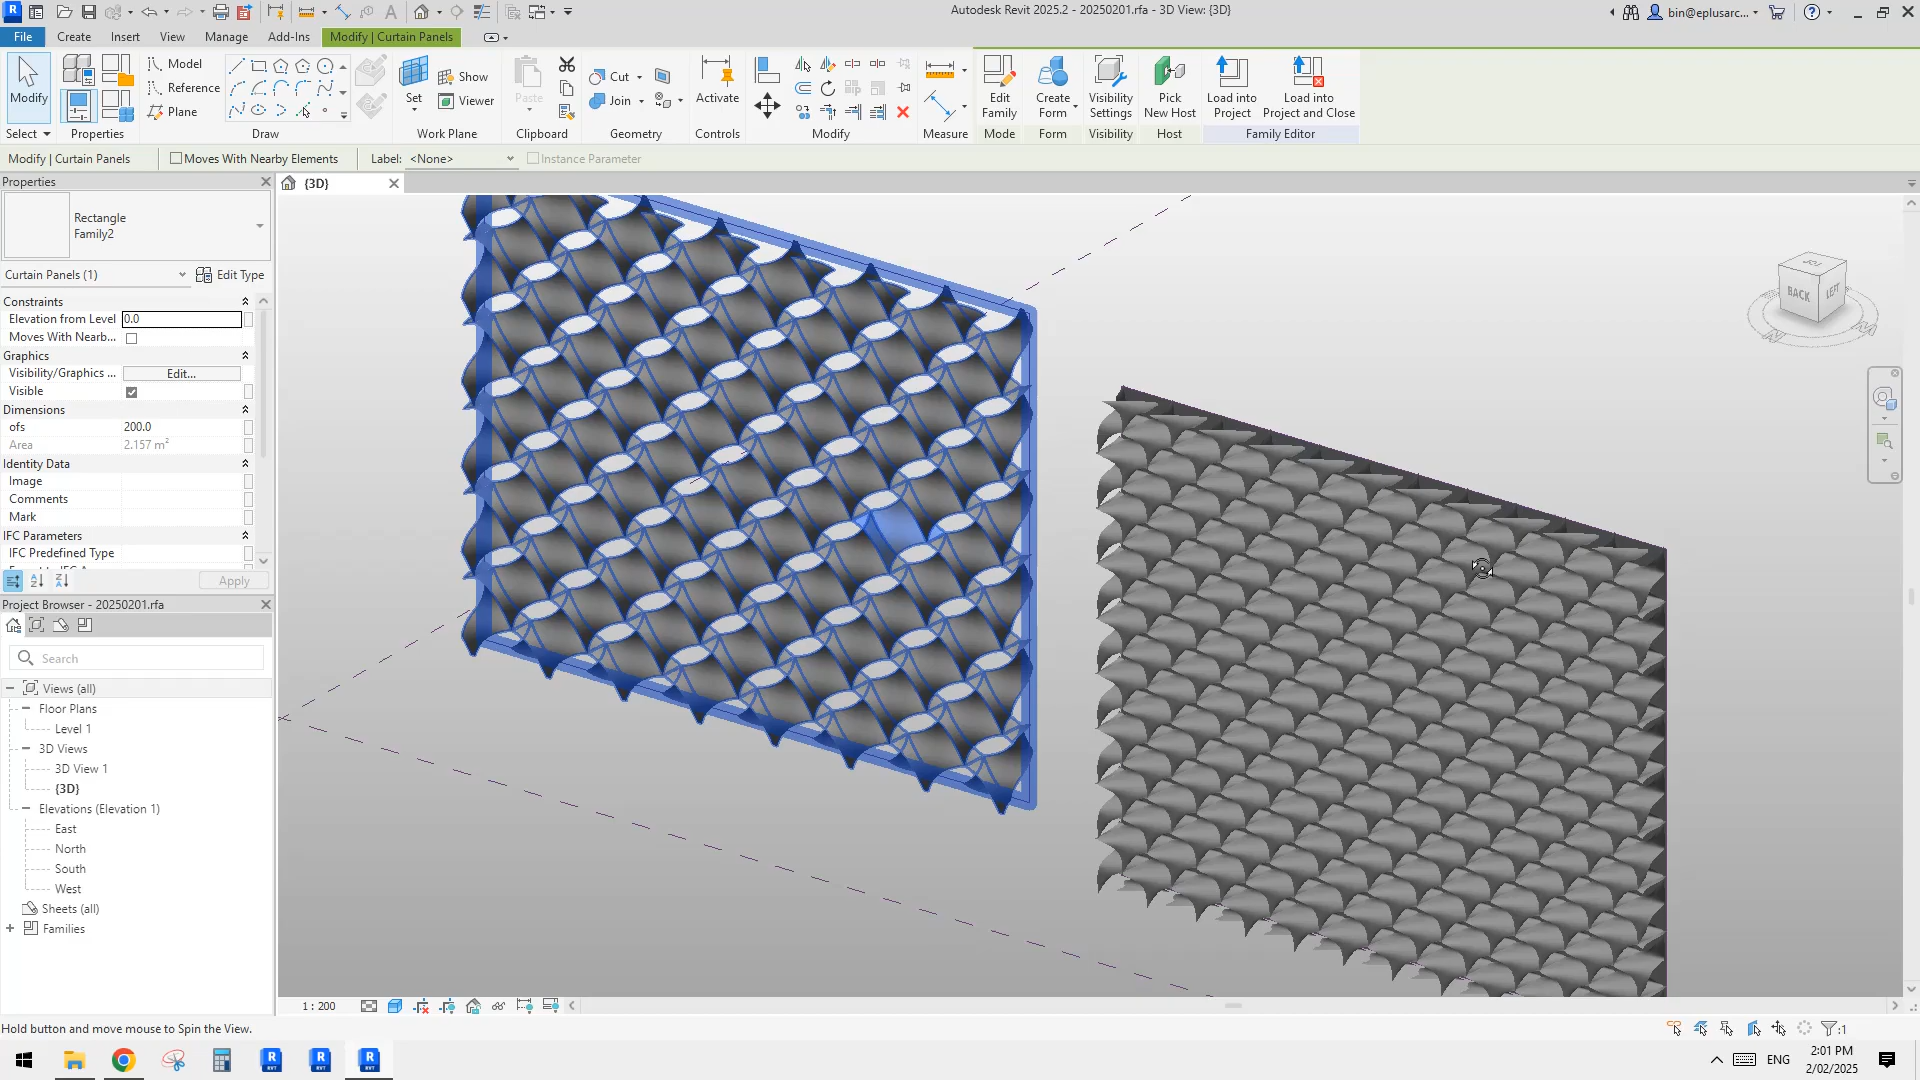 Autodesk Revit 2025.2 - 20250201.rfa - 3D View: {3D}
bin@eplusarc...
File Create Insert View Manage Add-Ins Modify | Curtain Panels
Modify
Select
Properties
Model
Reference
Plane
Draw
Set
Show
Viewer
Work Plane
Paste
Clipboard
Cut
Join
Geometry
Activate
Controls
Modify
Measure
Edit Family
Mode
Create Form
Form
Visibility Settings
Visibility
Pick New Host
Host
Load into Project
Load into Project and Close
Family Editor
Modify | Curtain Panels
Moves With Nearby Elements
Label: <None>
Instance Parameter
Properties
{3D}
Rectangle
Family2
Curtain Panels (1)
Edit Type
Constraints
Elevation from Level 0.0
Moves With Nearb...
Graphics
Visibility/Graphics ... Edit...
Visible
Dimensions
ofs 200.0
Area 2.157 m²
Identity Data
Image
Comments
Mark
IFC Parameters
IFC Predefined Type
Apply
Project Browser - 20250201.rfa
Search
Views (all)
Floor Plans
Level 1
3D Views
3D View 1
{3D}
Elevations (Elevation 1)
East
North
South
West
Sheets (all)
Families
BACK
LEFT
1 : 200
Hold button and move mouse to Spin the View.
:1
ENG
2:01 PM
2/02/2025